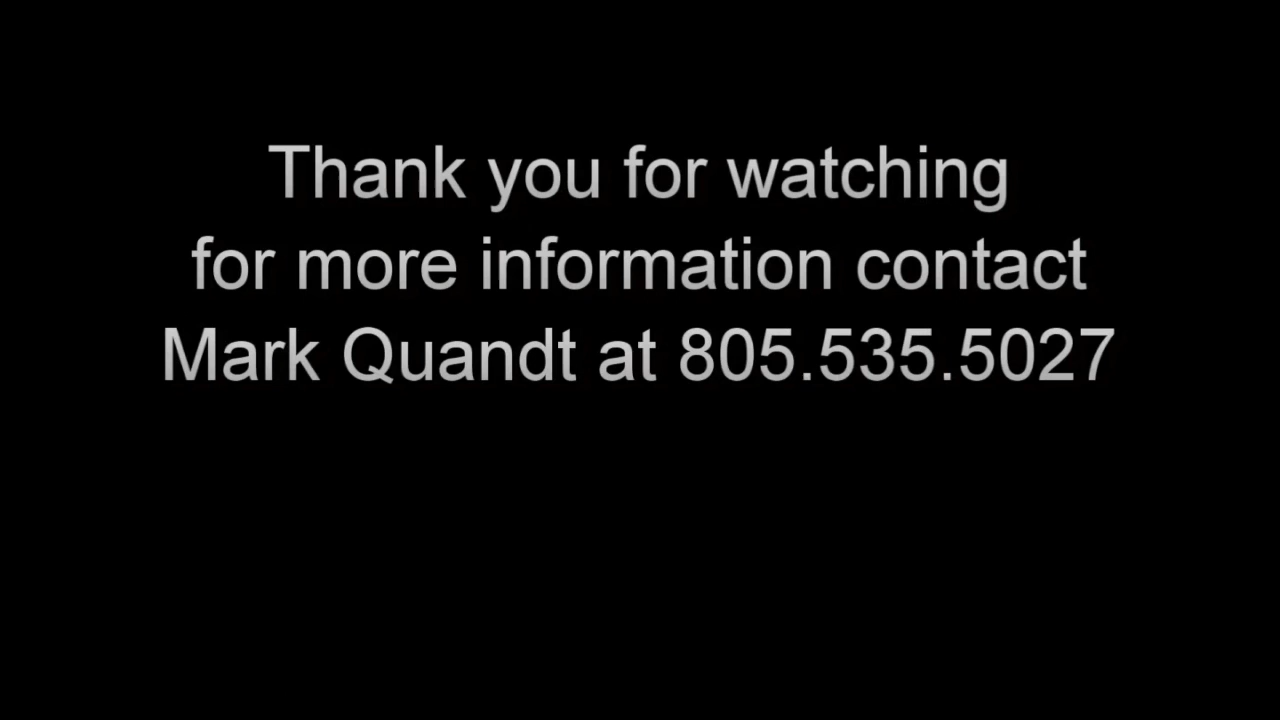 Thank you for watching
for more information contact
Mark Quandt at 805.535.5027